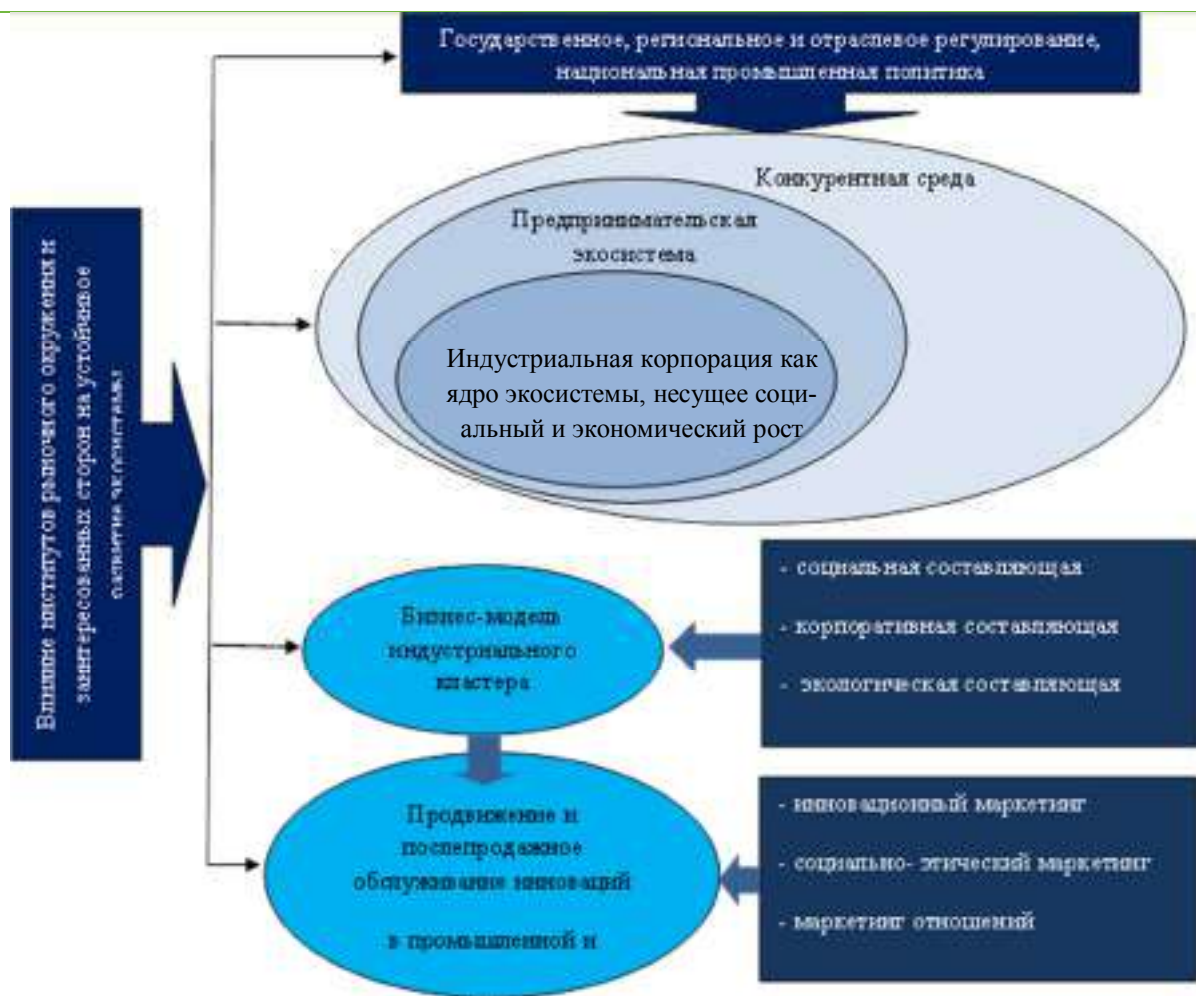 Государственное, региональное и отраслевое регулирование,
национальная промышленная политика
Конкурентная среда
Предпринимательская
экосистема
Индустриальная корпорация как
ядро экосистемы, несущее соци-
альный и экономический рост
Влияние институтов рыночного окружения и
заинтересованных сторон на устойчивое
развитие экосистемы
Бизнес-модель
индустриального
кластера
- социальная составляющая
- корпоративная составляющая
- экологическая составляющая
Продвижение и
послепродажное
обслуживание инноваций
в промышленной и
- инновационный маркетинг
- социально- этический маркетинг
- маркетинг отношений